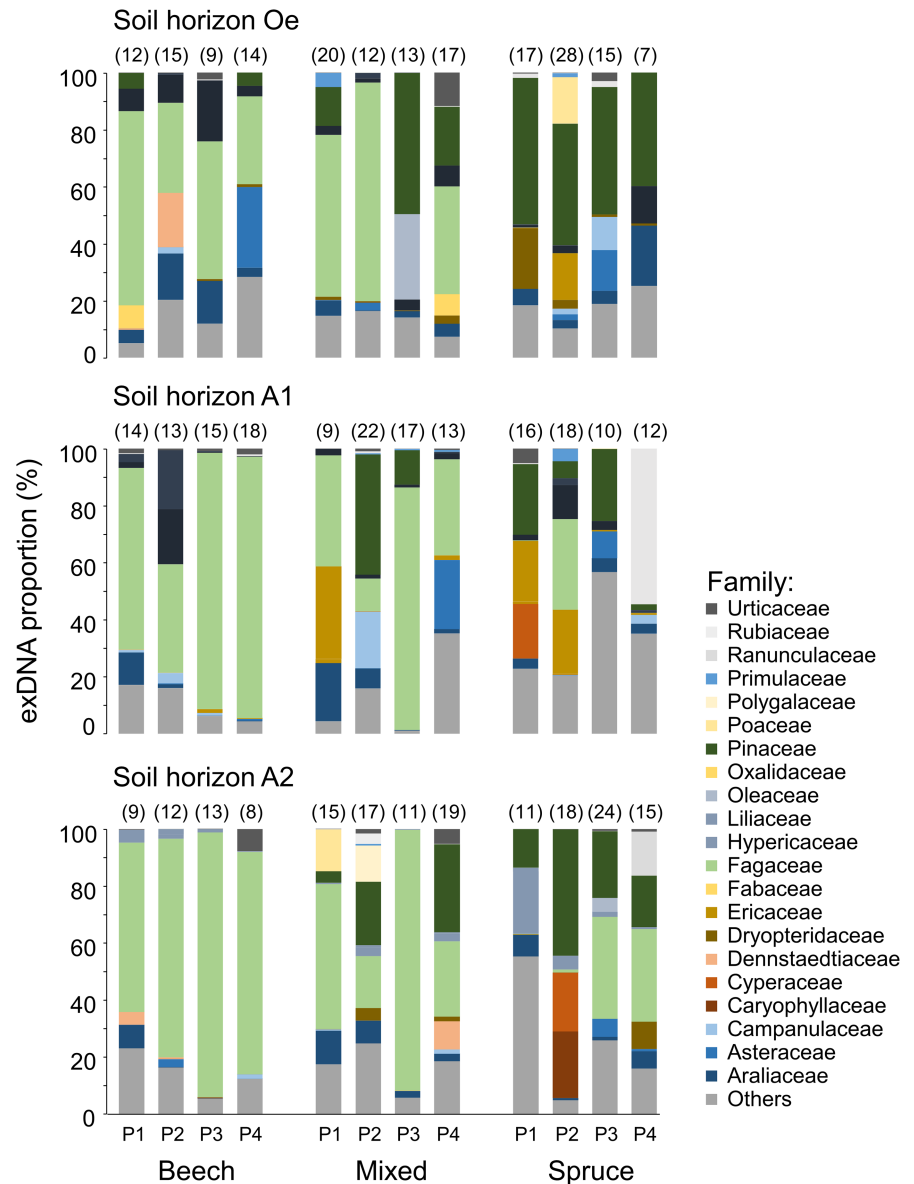 Soil horizon Oe
(12) (15) (9) (14) (20) (12) (13) (17) (17) (28) (15) (7)
100
80
60
40
20
0
Soil horizon A1
(14) (13) (15) (18) (9) (22) (17) (13) (16) (18) (10) (12)
100
80
60
40
20
0
exDNA proportion (%)
Soil horizon A2
(9) (12) (13) (8) (15) (17) (11) (19) (11) (18) (24) (15)
100
80
60
40
20
0
P1 P2 P3 P4 P1 P2 P3 P4 P1 P2 P3 P4
Beech Mixed Spruce
Family:
Urticaceae
Rubiaceae
Ranunculaceae
Primulaceae
Polygalaceae
Poaceae
Pinaceae
Oxalidaceae
Oleaceae
Liliaceae
Hypericaceae
Fagaceae
Fabaceae
Ericaceae
Dryopteridaceae
Dennstaedtiaceae
Cyperaceae
Caryophyllaceae
Campanulaceae
Asteraceae
Araliaceae
Others